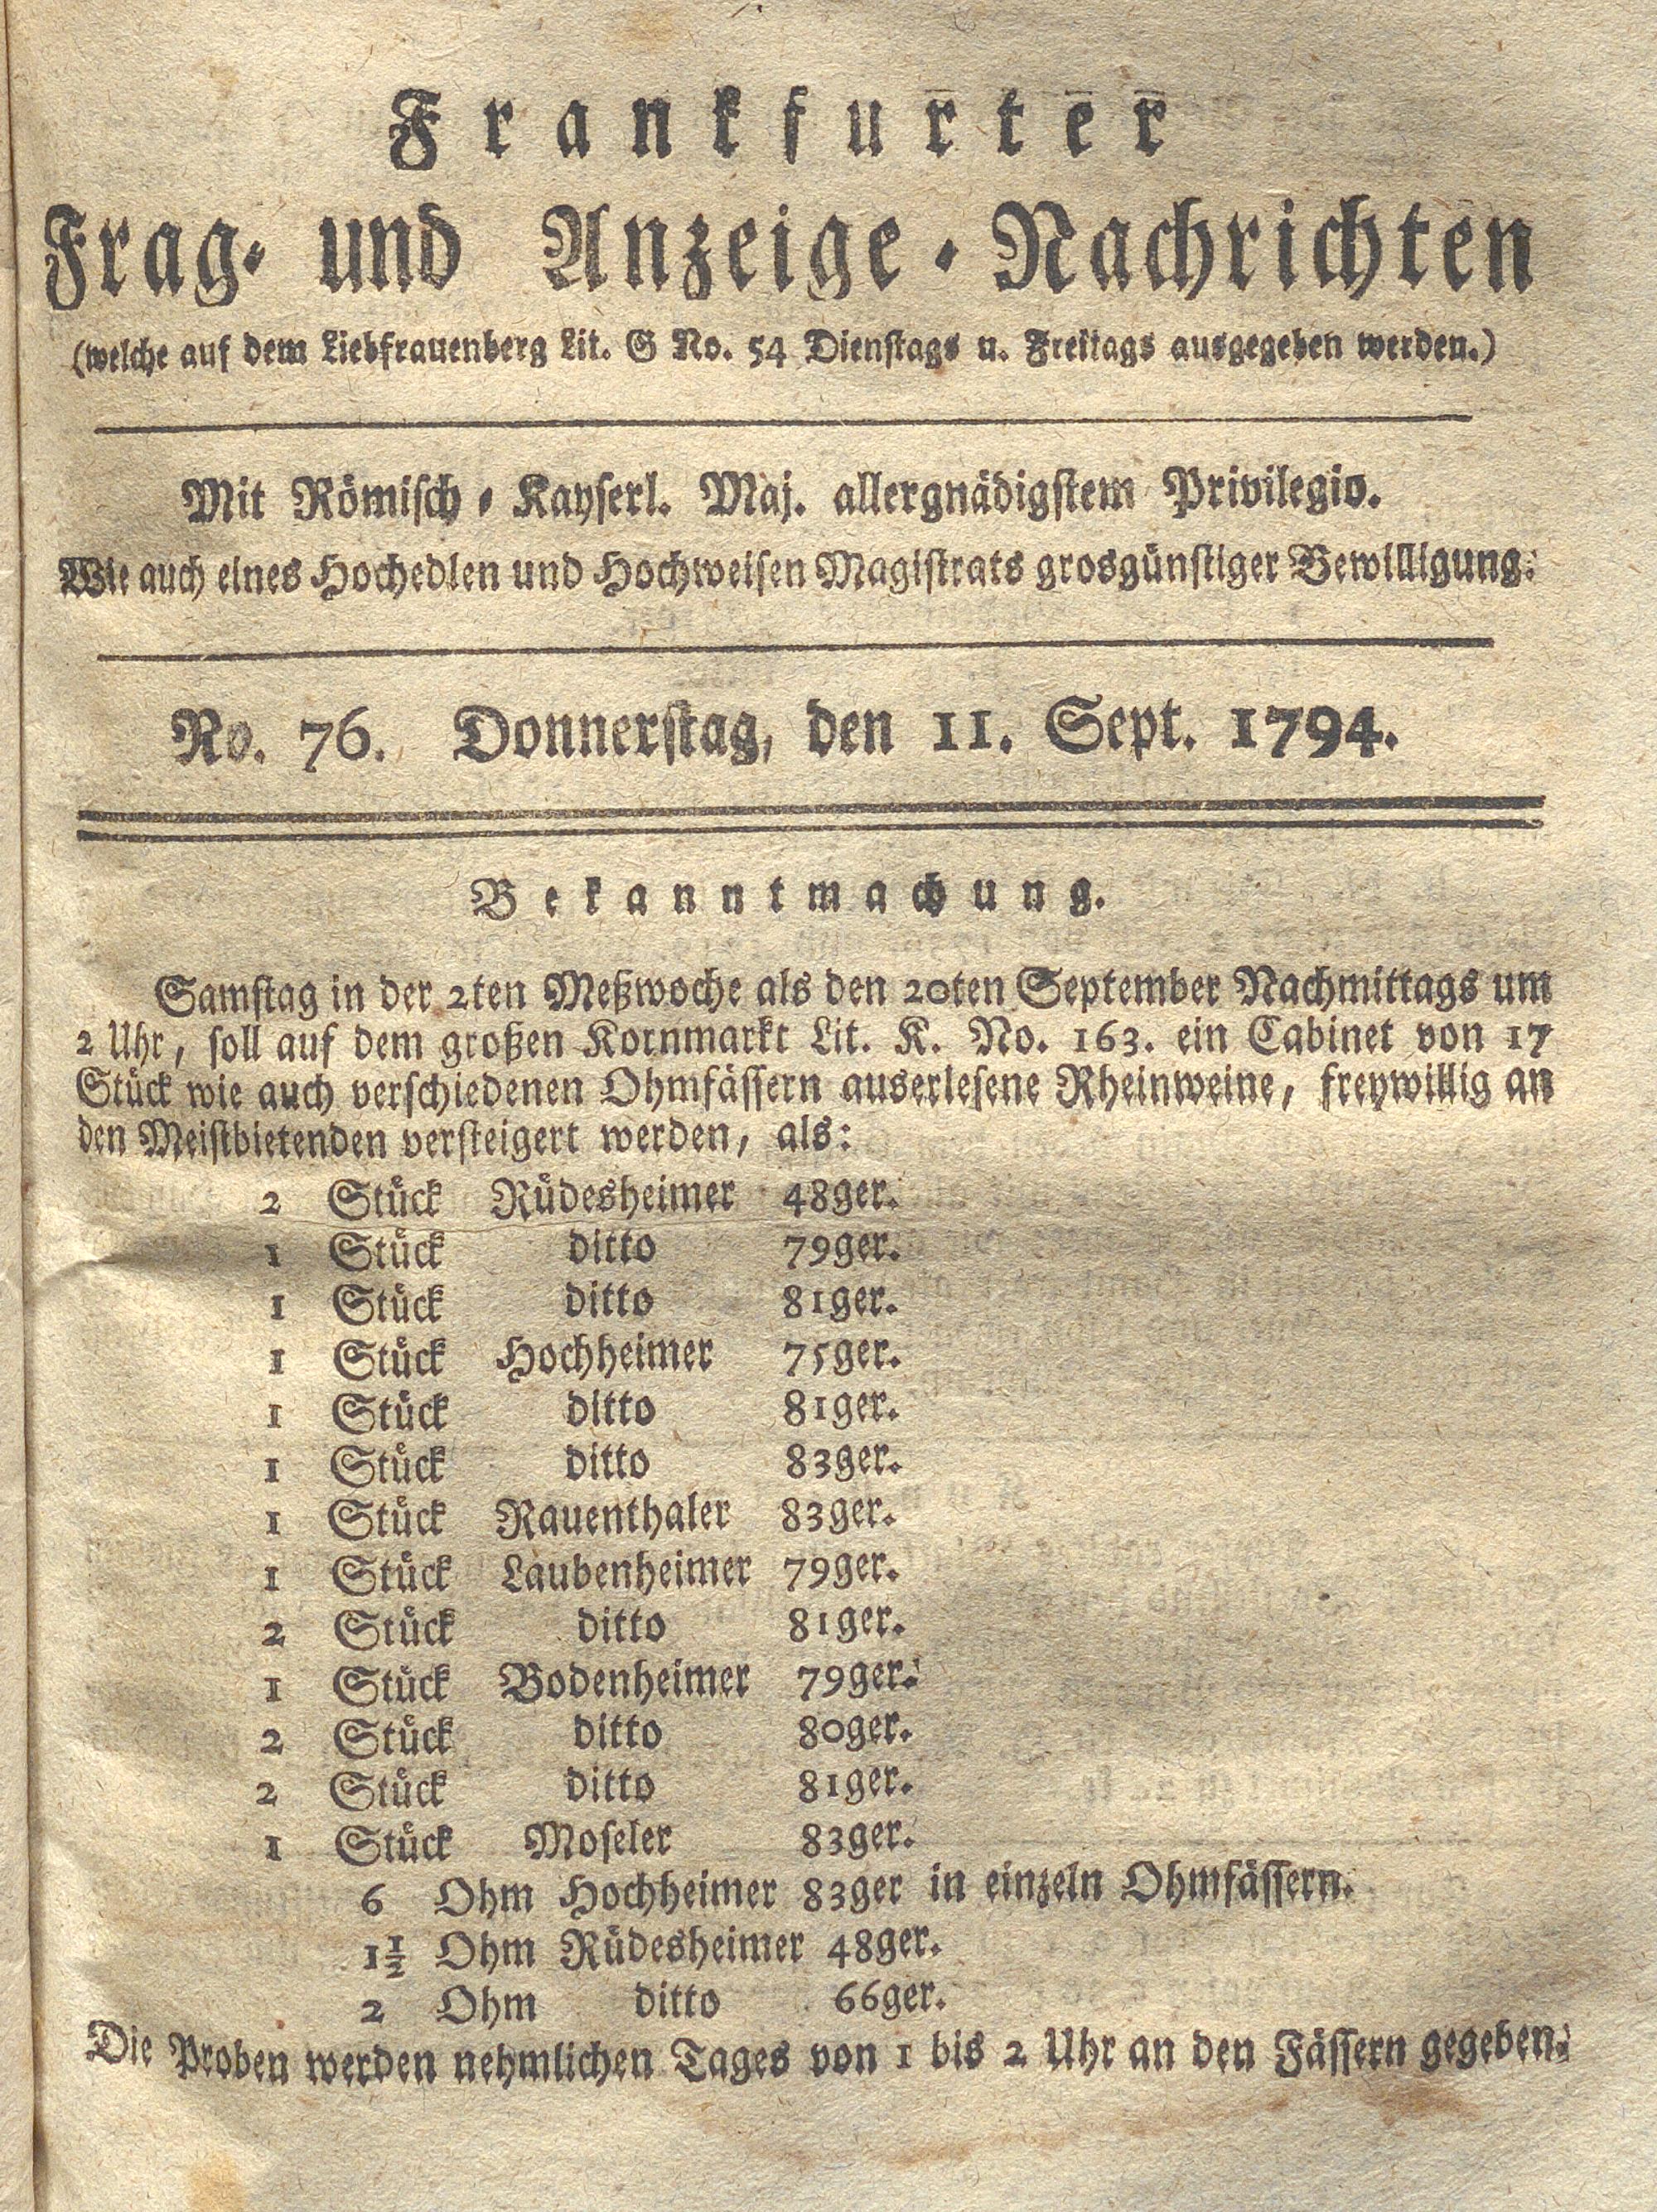 Frankfurter
Frag- und Anzeige-Nachrichten
(welche auf dem Liebfrauenberg Lit. G No. 54 Dienstags u. Freitags ausgegeben werden.)
Mit Römisch-Kayserl. Maj. allergnädigstem Privilegio.
Wie auch eines Hochedlen und Hochweisen Magistrats grosgünstiger Bewilligung.
No. 76. Donnerstag, den 11. Sept. 1794.
Bekanntmachung.
Samstag in der 2ten Meßwoche als den 20ten September Nachmittags um
2 Uhr, soll auf dem großen Kornmarkt Lit. K. No. 163. ein Cabinet von 17
Stück wie auch verschiedenen Ohmfässern auserlesene Rheinweine, freywillig an
den Meistbietenden versteigert werden, als:
2 Stück Rüdesheimer 48ger.
1 Stück ditto 79ger.
1 Stück ditto 81ger.
1 Stück Hochheimer 75ger.
1 Stück ditto 81ger.
1 Stück ditto 83ger.
1 Stück Rauenthaler 83ger.
1 Stück Laubenheimer 79ger.
2 Stück ditto 81ger.
1 Stück Bodenheimer 79ger.
2 Stück ditto 80ger.
2 Stück ditto 81ger.
1 Stück Moseler 83ger.
6 Ohm Hochheimer 83ger in einzeln Ohmfässern.
1½ Ohm Rüdesheimer 48ger.
2 Ohm ditto 66ger.
Die Proben werden nehmlichen Tages von 1 bis 2 Uhr an den Fässern gegeben.